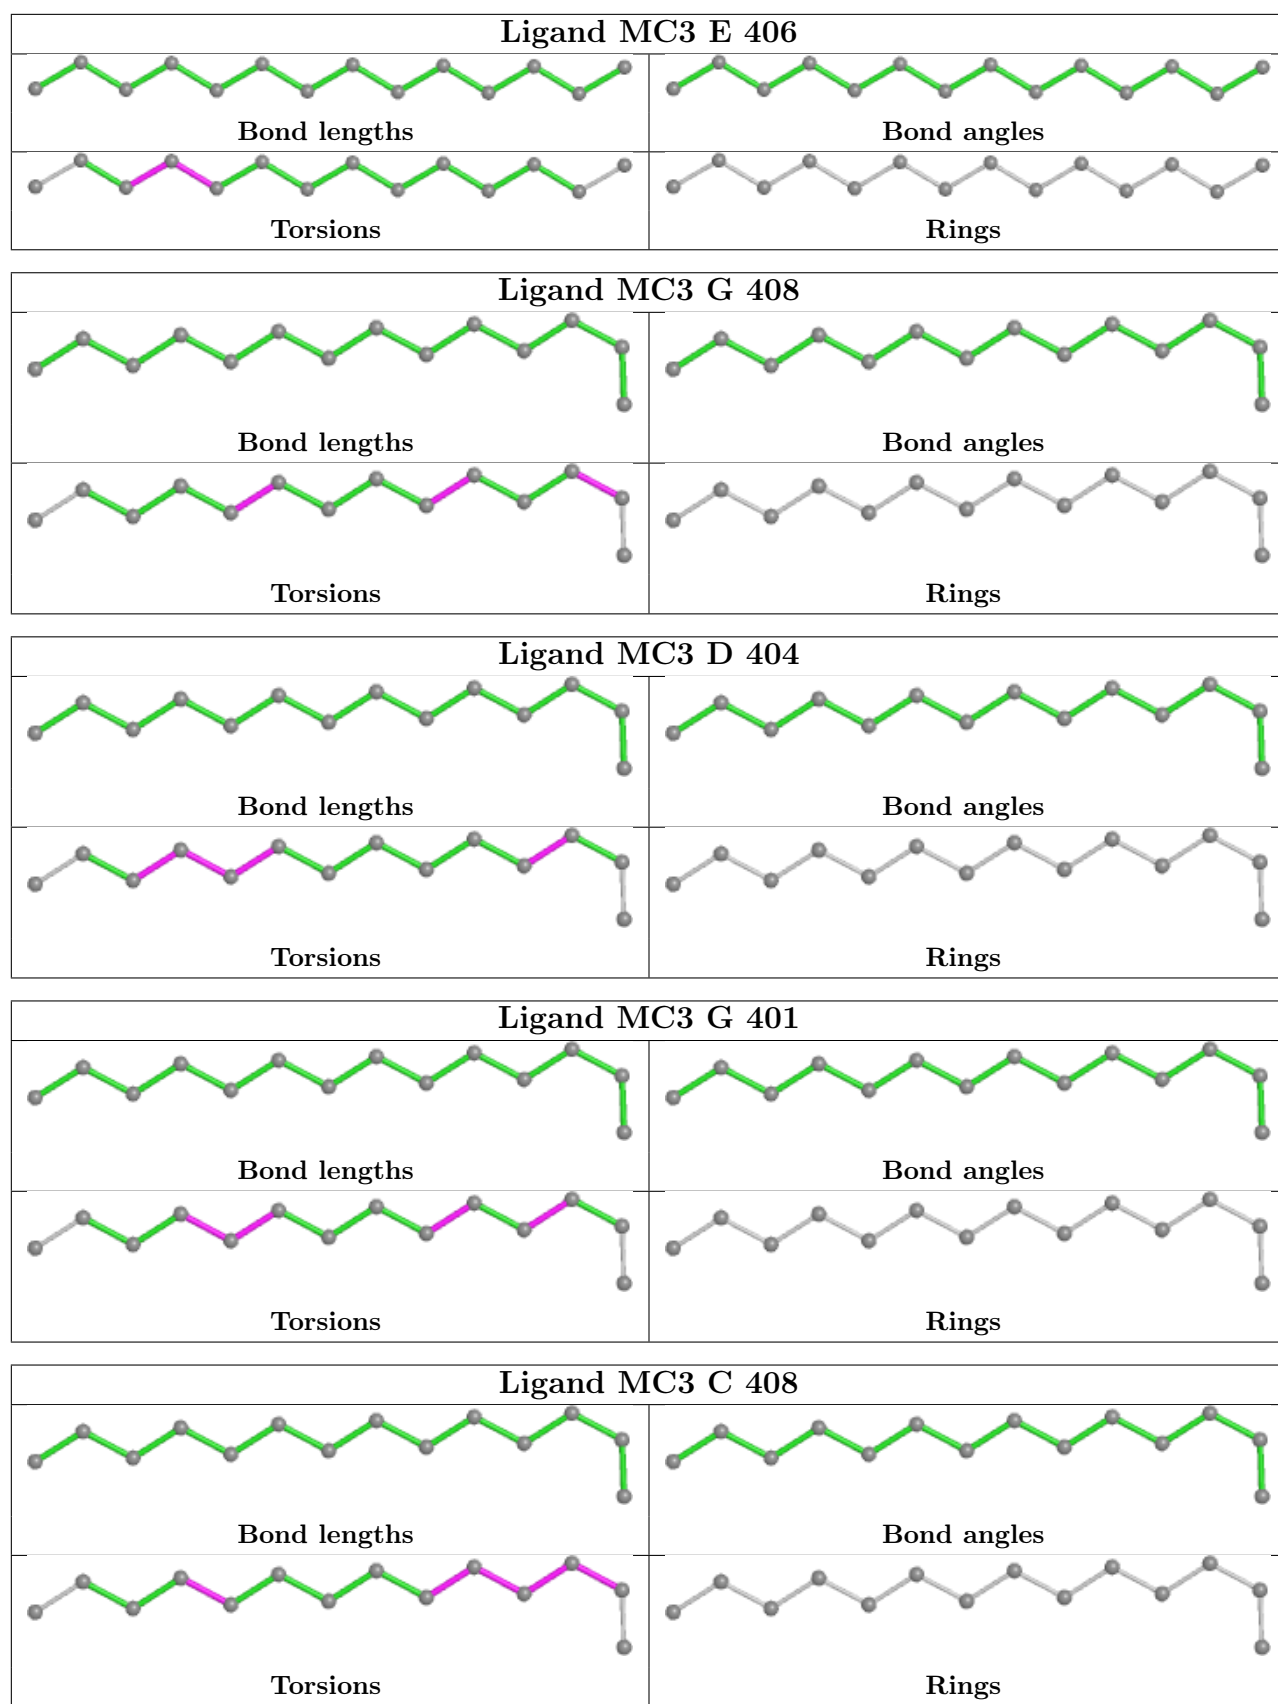 Ligand MC3 E 406
Bond lengths
Bond angles
Torsions
Rings
Ligand MC3 G 408
Bond lengths
Bond angles
Torsions
Rings
Ligand MC3 D 404
Bond lengths
Bond angles
Torsions
Rings
Ligand MC3 G 401
Bond lengths
Bond angles
Torsions
Rings
Ligand MC3 C 408
Bond lengths
Bond angles
Torsions
Rings